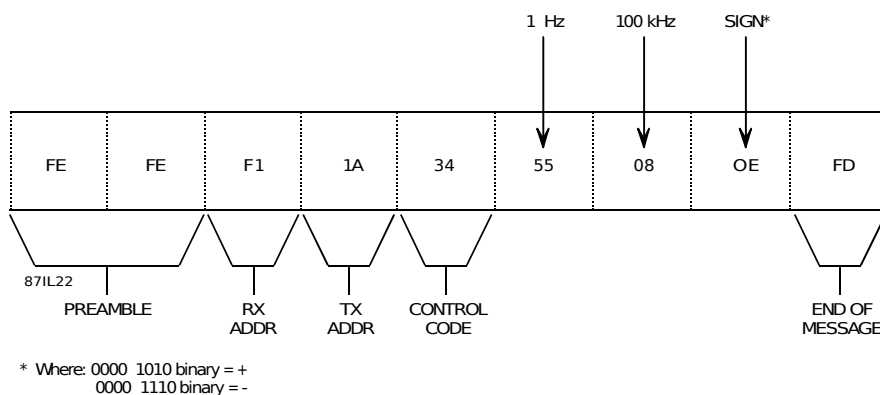 1 Hz 100 kHz SIGN*
FE FE F1 1A 34 55 08 OE FD
87IL22
PREAMBLE RX ADDR TX ADDR CONTROL CODE END OF MESSAGE
* Where: 0000 1010 binary = +
0000 1110 binary = -